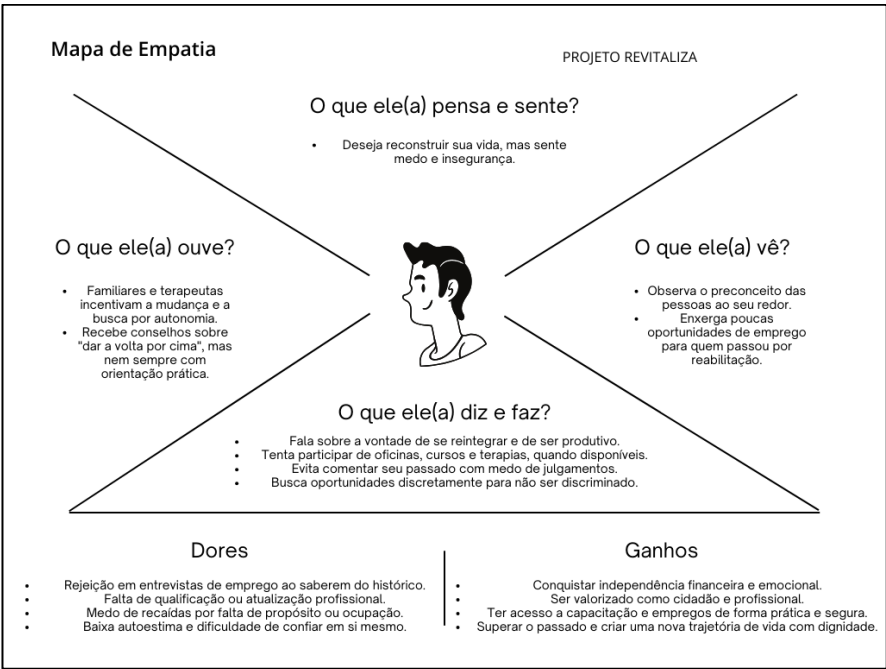 Mapa de Empatia
PROJETO REVITALIZA
O que ele(a) pensa e sente?
• Deseja reconstruir sua vida, mas sente
medo e insegurança.
O que ele(a) ouve?
• Familiares e terapeutas
incentivam a mudança e a
busca por autonomia.
• Recebe conselhos sobre
"dar a volta por cima", mas
nem sempre com
orientação prática.
O que ele(a) vê?
• Observa o preconceito das
pessoas ao seu redor.
• Enxerga poucas
oportunidades de emprego
para quem passou por
reabilitação.
O que ele(a) diz e faz?
• Fala sobre a vontade de se reintegrar e de ser produtivo.
• Tenta participar de oficinas, cursos e terapias, quando disponíveis.
• Evita comentar seu passado com medo de julgamentos.
• Busca oportunidades discretamente para não ser discriminado.
Dores
• Rejeição em entrevistas de emprego ao saberem do histórico.
• Falta de qualificação ou atualização profissional.
• Medo de recaídas por falta de propósito ou ocupação.
• Baixa autoestima e dificuldade de confiar em si mesmo.
Ganhos
• Conquistar independência financeira e emocional.
• Ser valorizado como cidadão e profissional.
• Ter acesso a capacitação e empregos de forma prática e segura.
• Superar o passado e criar uma nova trajetória de vida com dignidade.